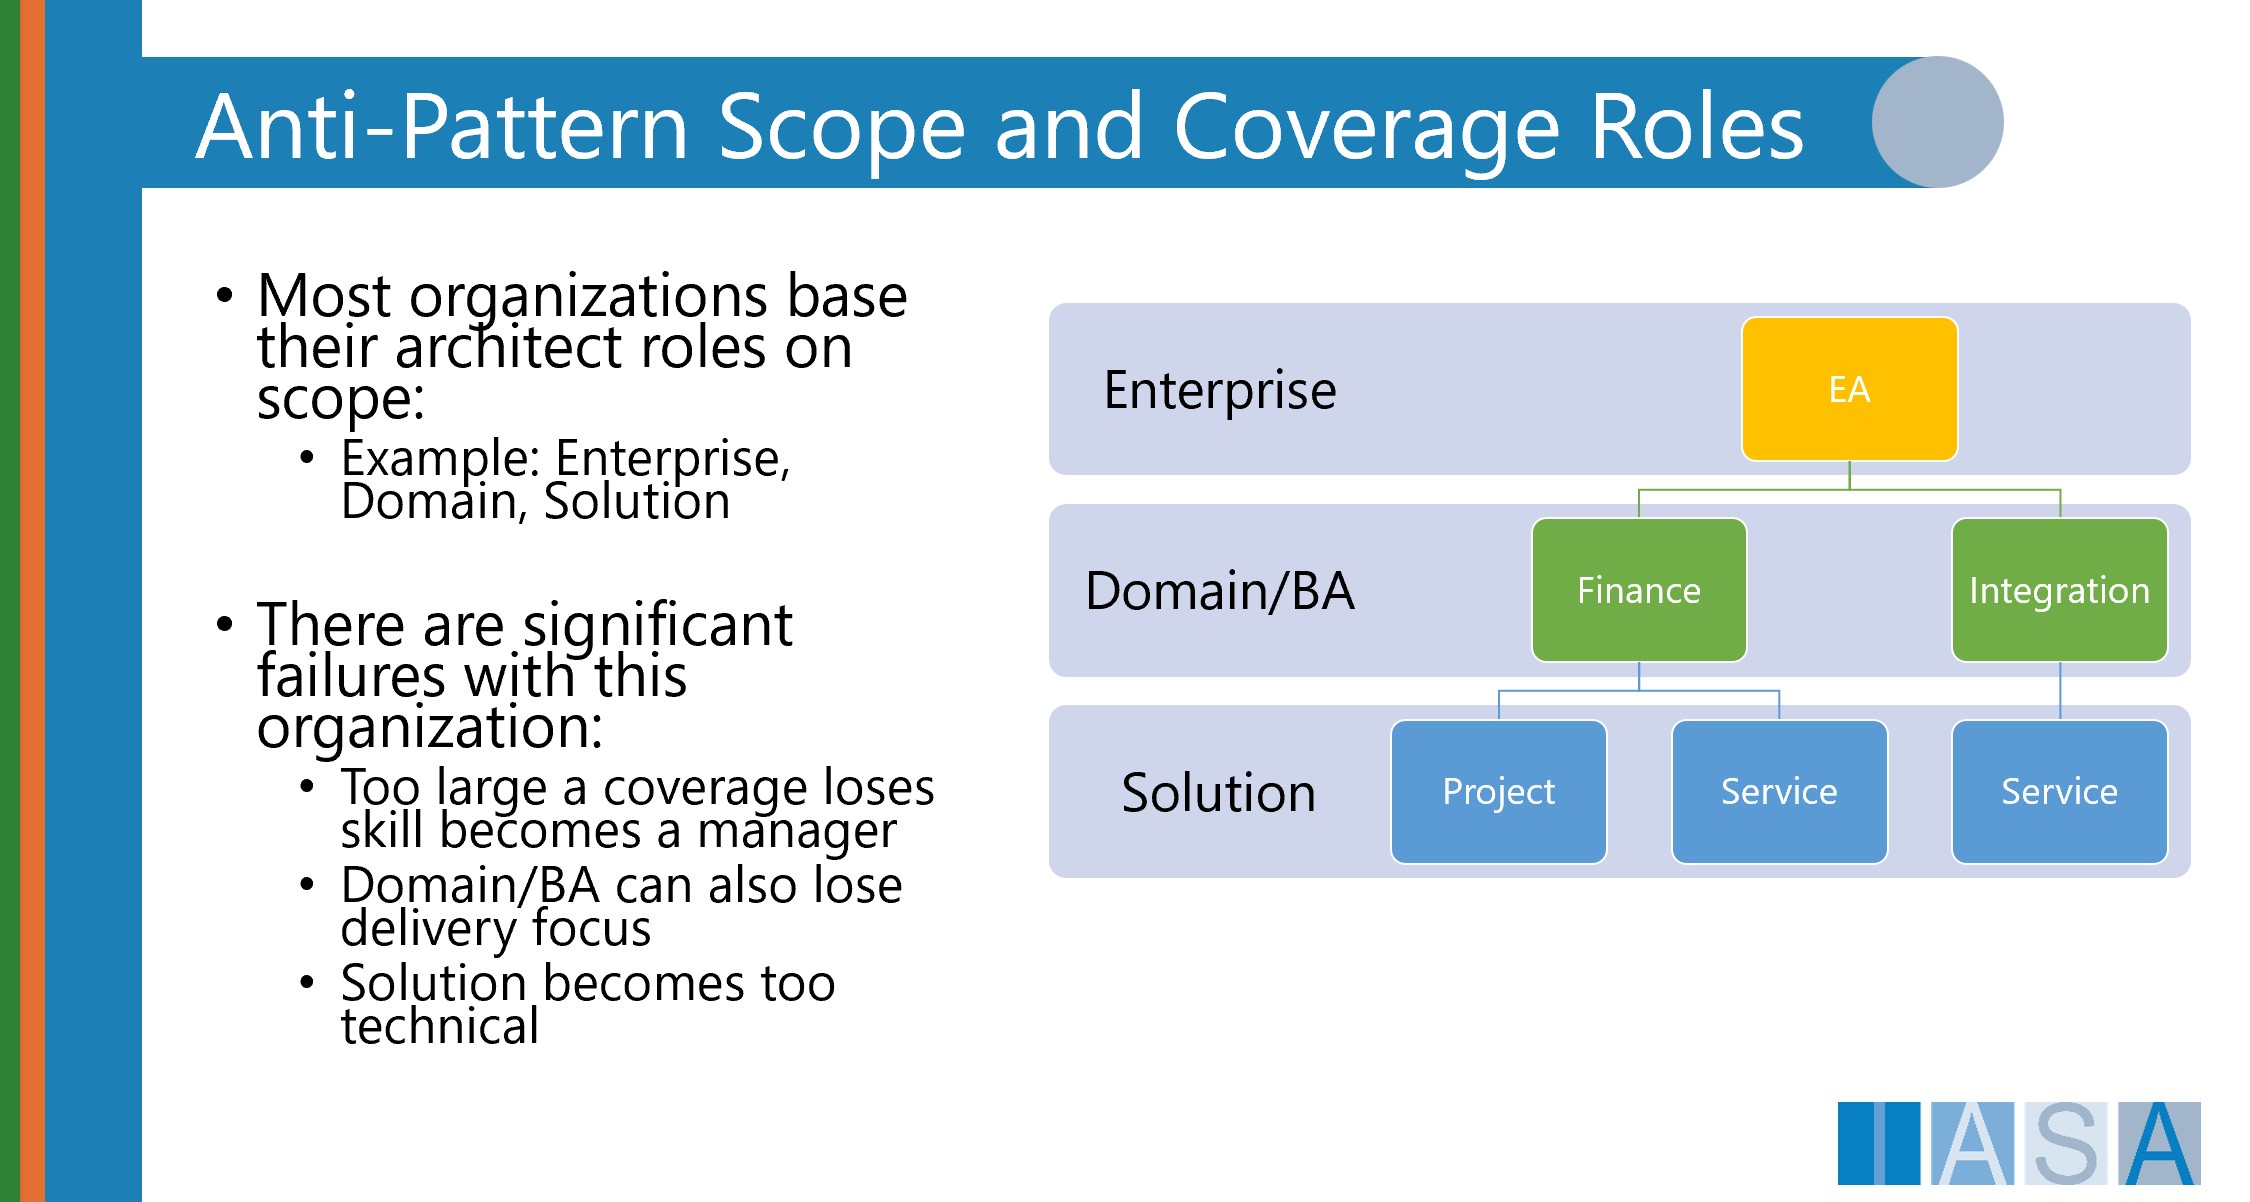 Anti-Pattern Scope and Coverage Roles
• Most organizations base
their architect roles on
scope:
• Example: Enterprise,
Domain, Solution
• There are significant
failures with this
organization:
• Too large a coverage loses
skill becomes a manager
• Domain/BA can also lose
delivery focus
• Solution becomes too
technical
Enterprise
EA
Domain/BA
Finance
Integration
Solution
Project
Service
Service
IASA